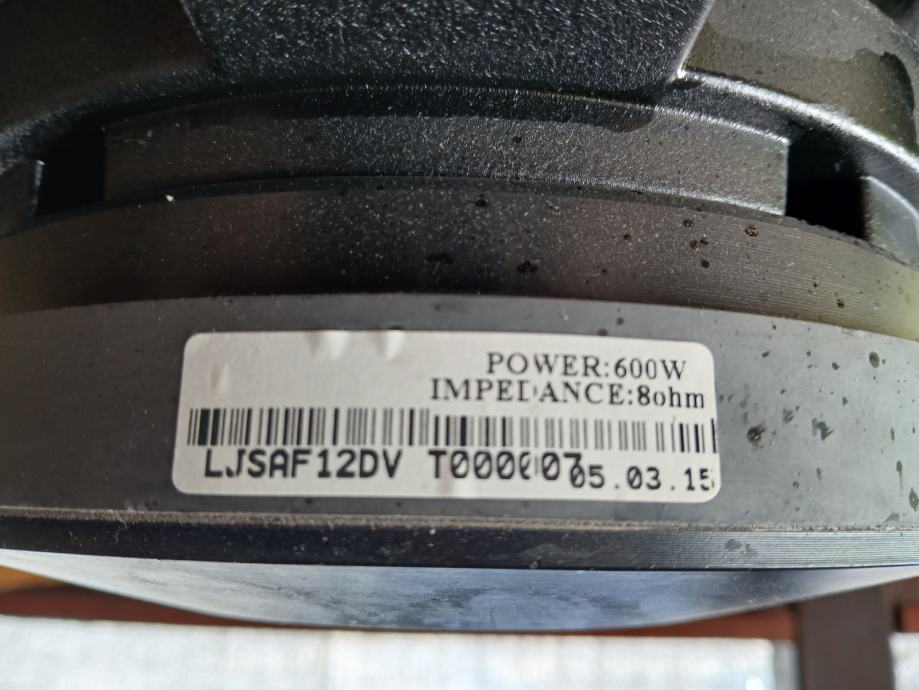 POWER:600W
IMPEDANCE:8ohm
LJSAF12DV T000007
05.03.15